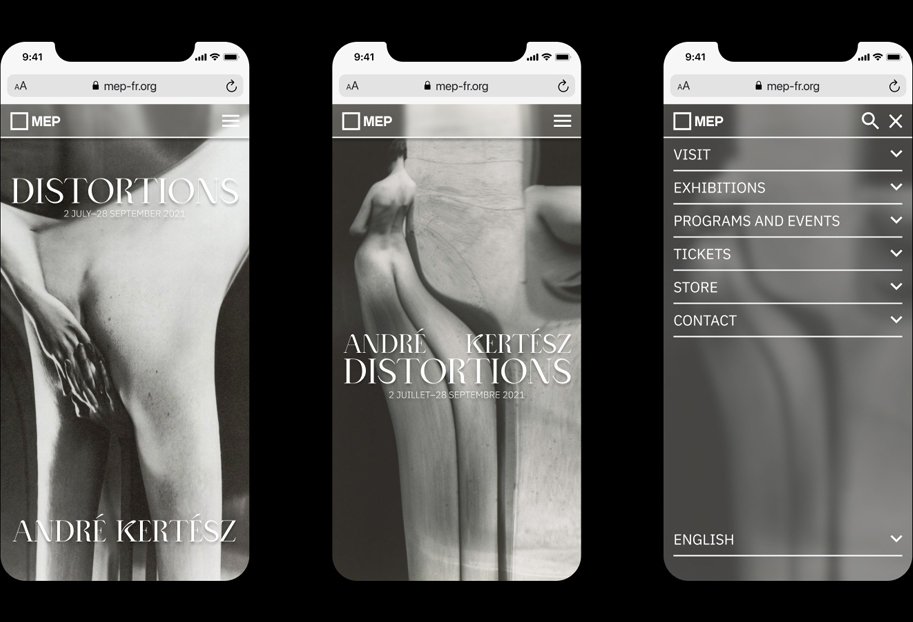 9:41
AA mep-fr.org
MEP
DISTORTIONS
2 JULY–28 SEPTEMBER 2021
ANDRÉ KERTÉSZ
9:41
AA mep-fr.org
MEP
ANDRÉ KERTÉSZ
DISTORTIONS
2 JUILLET–28 SEPTEMBRE 2021
9:41
AA mep-fr.org
MEP
VISIT
EXHIBITIONS
PROGRAMS AND EVENTS
TICKETS
STORE
CONTACT
ENGLISH